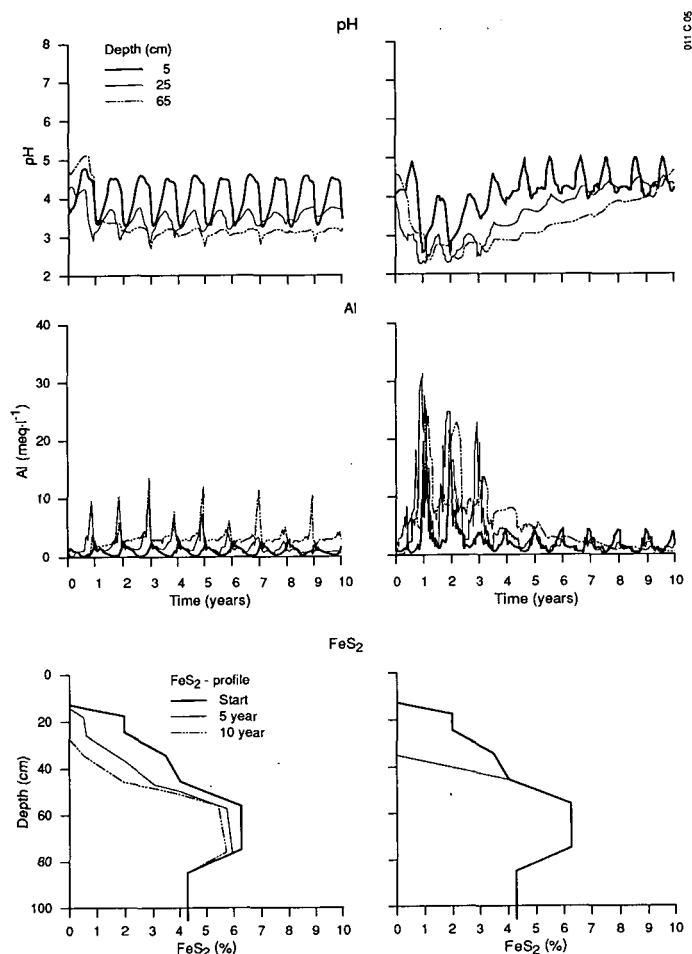 pH
011 C 05
Depth (cm)
5
25
65
8
7
6
5
4
3
2
pH
Al
40
30
20
10
0
Al (meq·l⁻¹)
0 1 2 3 4 5 6 7 8 9 10
Time (years)
0 1 2 3 4 5 6 7 8 9 10
Time (years)
FeS₂
FeS₂ - profile
Start
5 year
10 year
0
20
40
60
80
100
Depth (cm)
0 1 2 3 4 5 6 7 8 9 10
FeS₂ (%)
0 1 2 3 4 5 6 7 8 9 10
FeS₂ (%)